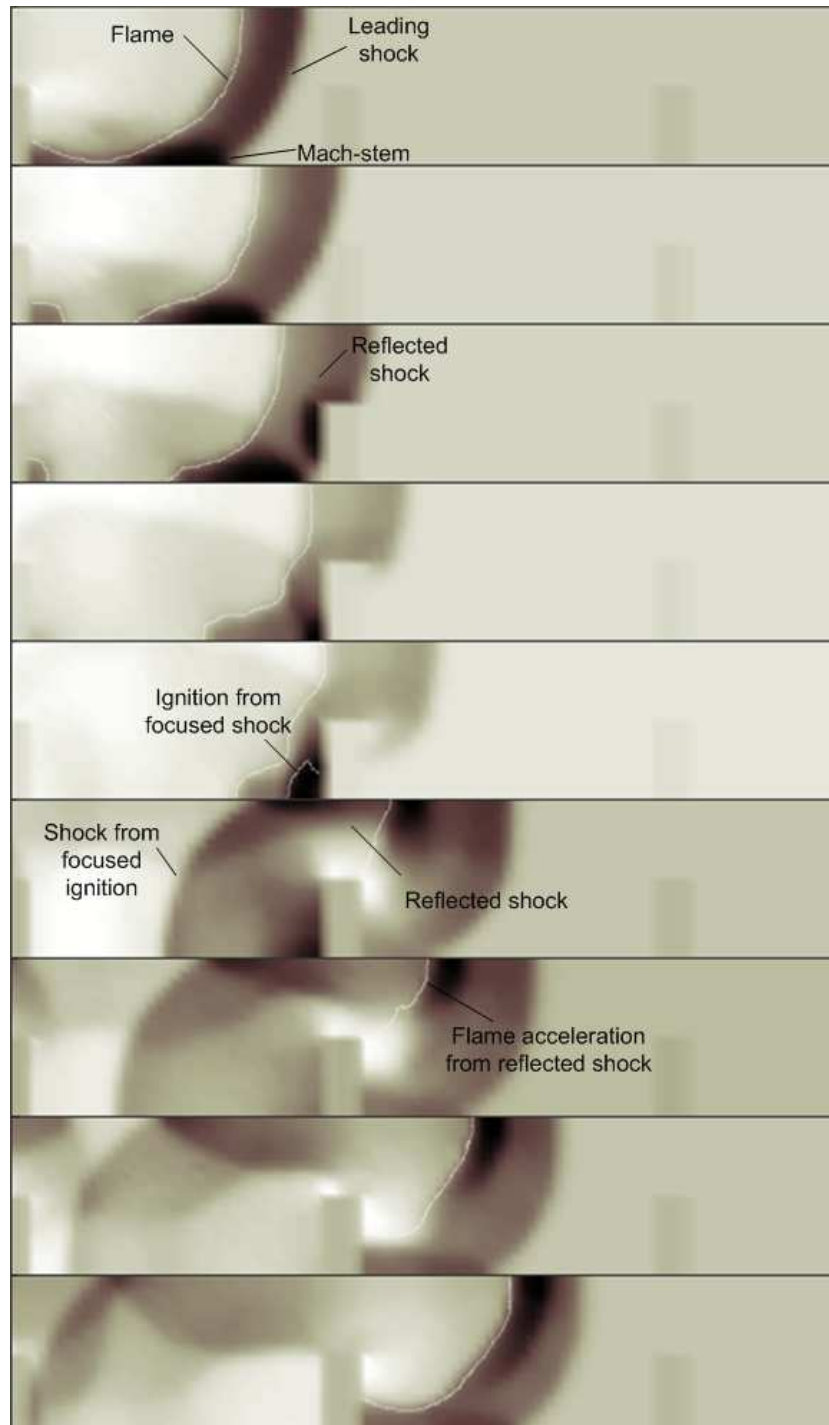 Flame
Leading
shock
Mach-stem
Reflected
shock
Ignition from
focused shock
Shock from
focused
ignition
Reflected shock
Flame acceleration
from reflected shock